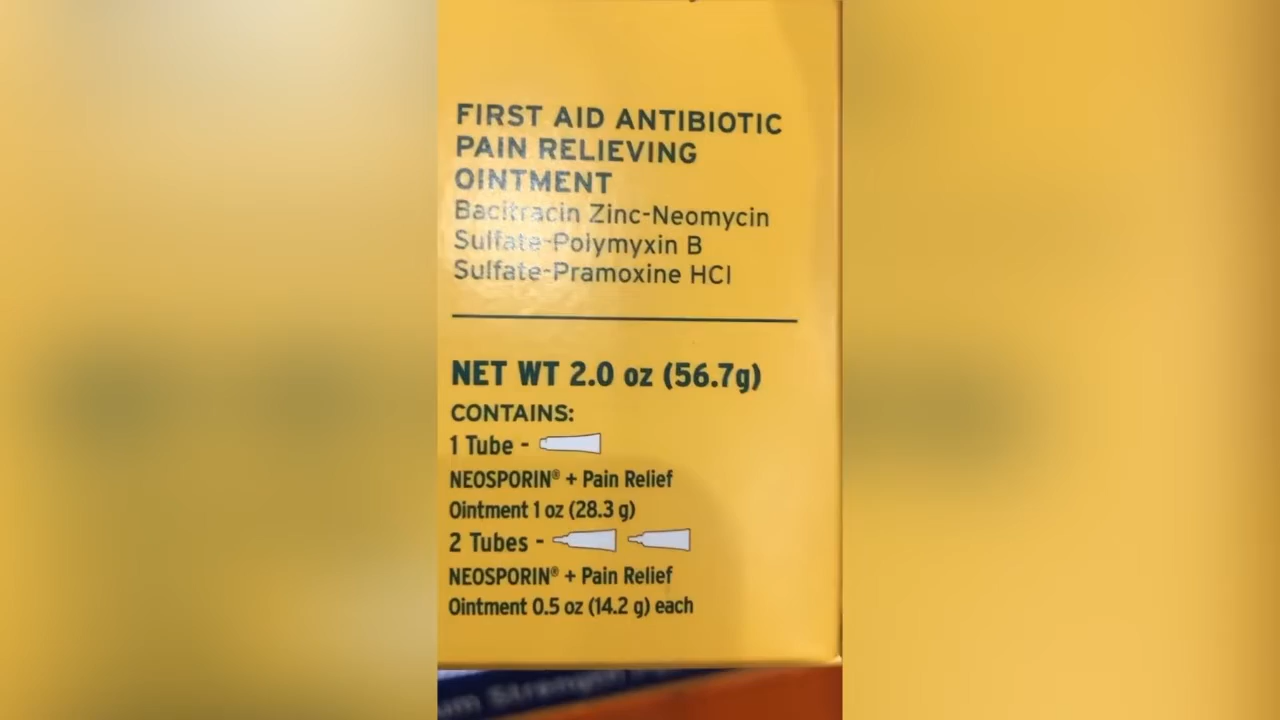 FIRST AID ANTIBIOTIC
PAIN RELIEVING
OINTMENT
Bacitracin Zinc-Neomycin
Sulfate-Polymyxin B
Sulfate-Pramoxine HCl
NET WT 2.0 oz (56.7g)
CONTAINS:
1 Tube -
NEOSPORIN® + Pain Relief
Ointment 1 oz (28.3 g)
2 Tubes -
NEOSPORIN® + Pain Relief
Ointment 0.5 oz (14.2 g) each
Strength